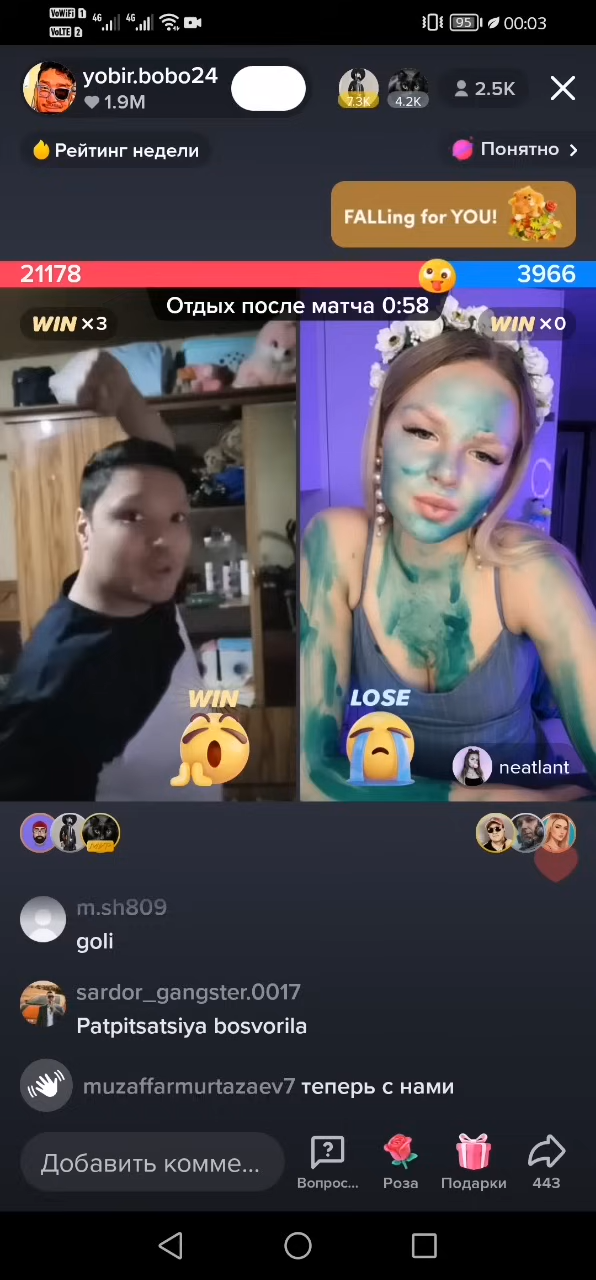 VoWiFi 1
VoLTE 2
4G
4G
95
00:03
yobir.bobo24
1.9M
7.3K
4.2K
2.5K
Рейтинг недели
Понятно
FALLing for YOU!
21178
3966
Отдых после матча 0:58
WIN ×3
WIN ×0
WIN
LOSE
neatlant
m.sh809
goli
sardor_gangster.0017
Patpitsatsiya bosvorila
muzaffarmurtazaev7 теперь с нами
Добавить комме...
Вопрос...
Роза
Подарки
443